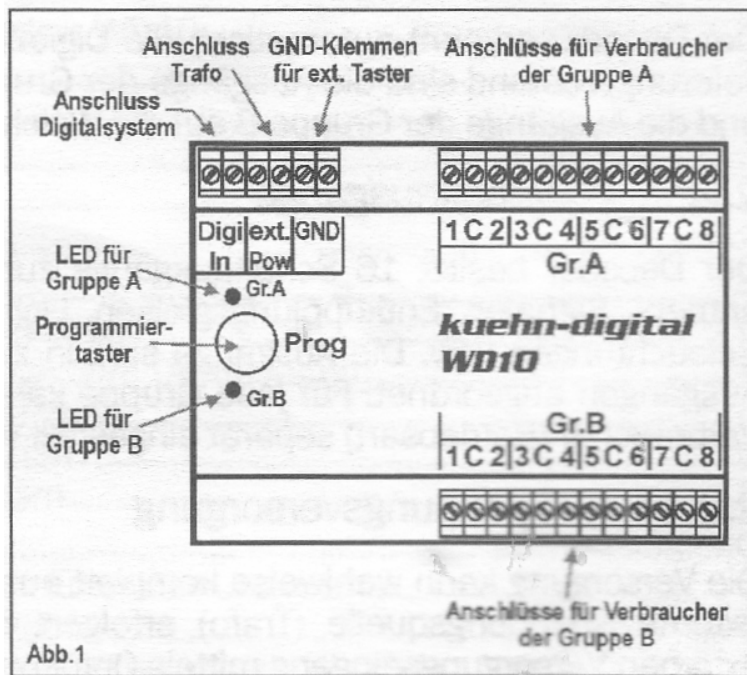 Anschluss
Trafo
GND-Klemmen
für ext. Taster
Anschlüsse für Verbraucher
der Gruppe A
Anschluss
Digitalsystem
Digi
In
ext.
Pow
GND
1 C 2 3 C 4 5 C 6 7 C 8
Gr.A
LED für
Gruppe A
Gr.A
Programmier-
taster
Prog
kuehn-digital
WD10
LED für
Gruppe B
Gr.B
Gr.B
1 C 2 3 C 4 5 C 6 7 C 8
Anschlüsse für Verbraucher
der Gruppe B
Abb.1